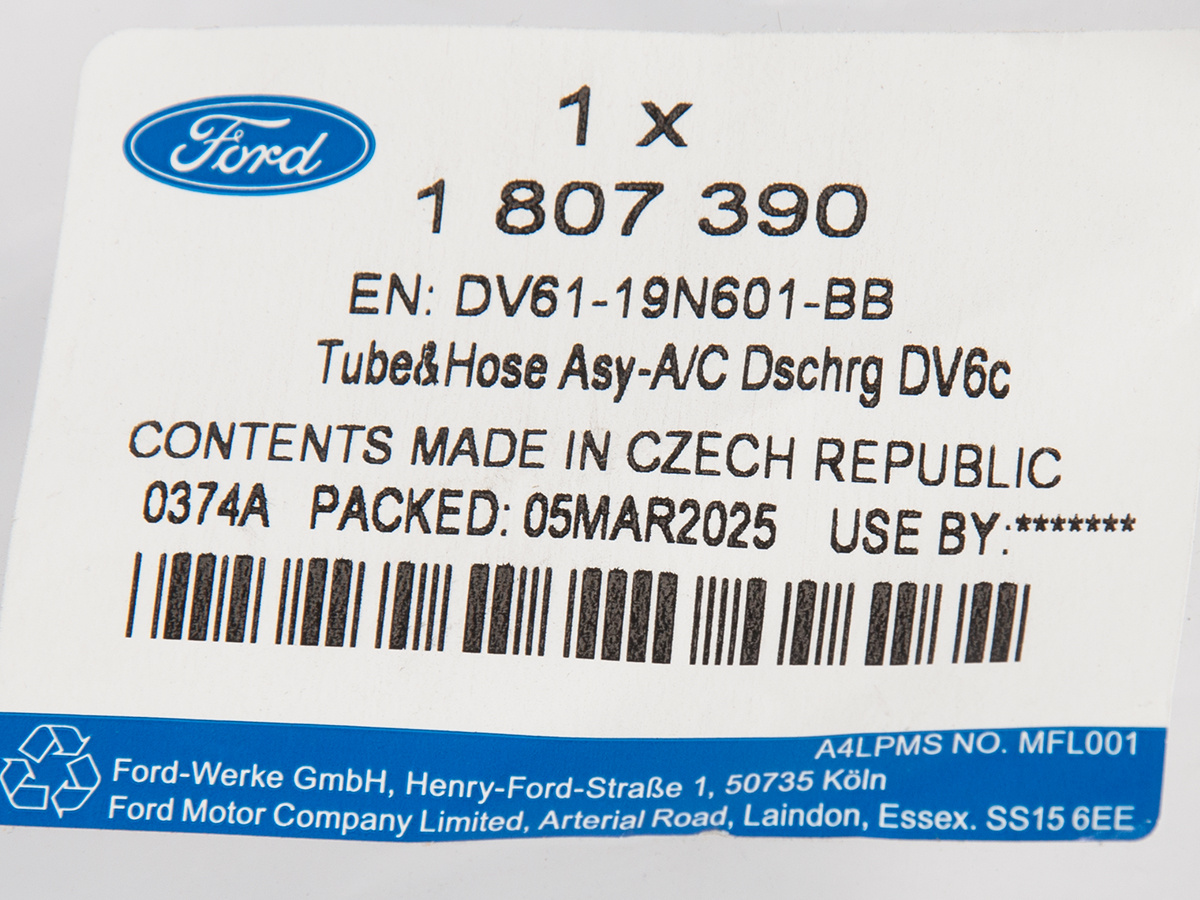 Ford
1 x
1 807 390
EN: DV61-19N601-BB
Tube&Hose Asy-A/C Dschrg DV6c
CONTENTS MADE IN CZECH REPUBLIC
0374A PACKED: 05MAR2025 USE BY:*******
A4LPMS NO. MFL001
Ford-Werke GmbH, Henry-Ford-Straße 1, 50735 Köln
Ford Motor Company Limited, Arterial Road, Laindon, Essex. SS15 6EE